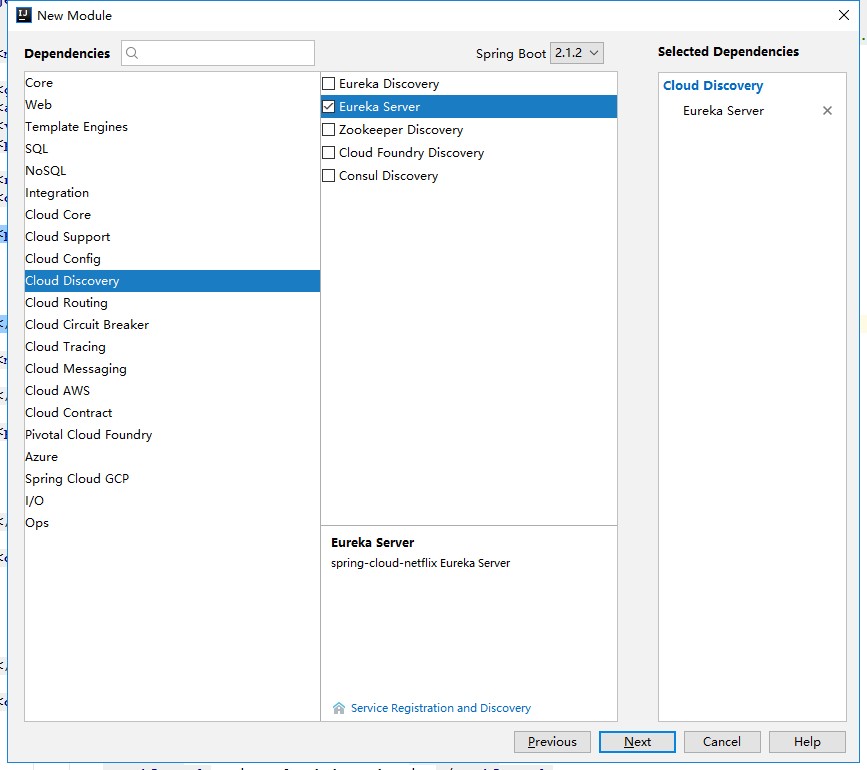 New Module
Dependencies
Spring Boot 2.1.2
Selected Dependencies
Core
Web
Template Engines
SQL
NoSQL
Integration
Cloud Core
Cloud Support
Cloud Config
Cloud Discovery
Cloud Routing
Cloud Circuit Breaker
Cloud Tracing
Cloud Messaging
Cloud AWS
Cloud Contract
Pivotal Cloud Foundry
Azure
Spring Cloud GCP
I/O
Ops
Eureka Discovery
Eureka Server
Zookeeper Discovery
Cloud Foundry Discovery
Consul Discovery
Eureka Server
spring-cloud-netflix Eureka Server
Service Registration and Discovery
Cloud Discovery
Eureka Server
Previous
Next
Cancel
Help